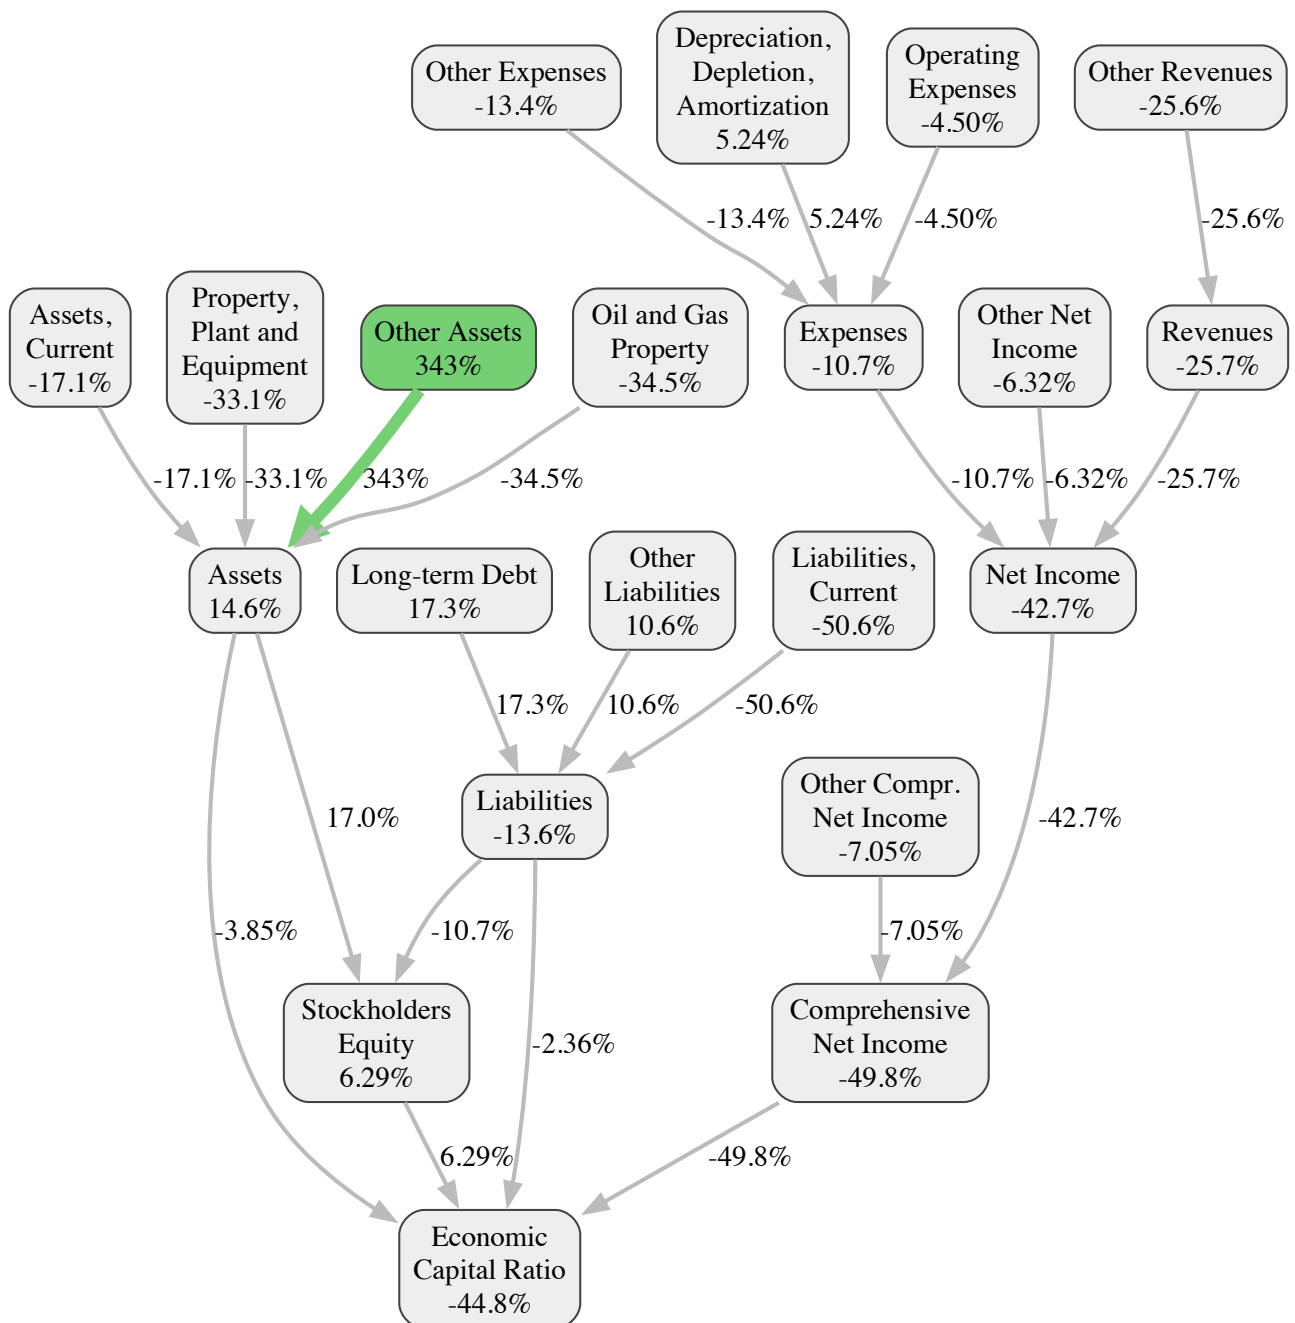 Other Expenses
-13.4%
Depreciation,
Depletion,
Amortization
5.24%
Operating
Expenses
-4.50%
Other Revenues
-25.6%
-13.4%
5.24%
-4.50%
-25.6%
Assets,
Current
-17.1%
Property,
Plant and
Equipment
-33.1%
Other Assets
343%
Oil and Gas
Property
-34.5%
Expenses
-10.7%
Other Net
Income
-6.32%
Revenues
-25.7%
-17.1%
-33.1%
343%
-34.5%
-10.7%
-6.32%
-25.7%
Assets
14.6%
Long-term Debt
17.3%
Other
Liabilities
10.6%
Liabilities,
Current
-50.6%
Net Income
-42.7%
17.3%
10.6%
-50.6%
Liabilities
-13.6%
Other Compr.
Net Income
-7.05%
17.0%
-42.7%
-3.85%
-10.7%
-7.05%
Stockholders
Equity
6.29%
-2.36%
Comprehensive
Net Income
-49.8%
6.29%
-49.8%
Economic
Capital Ratio
-44.8%